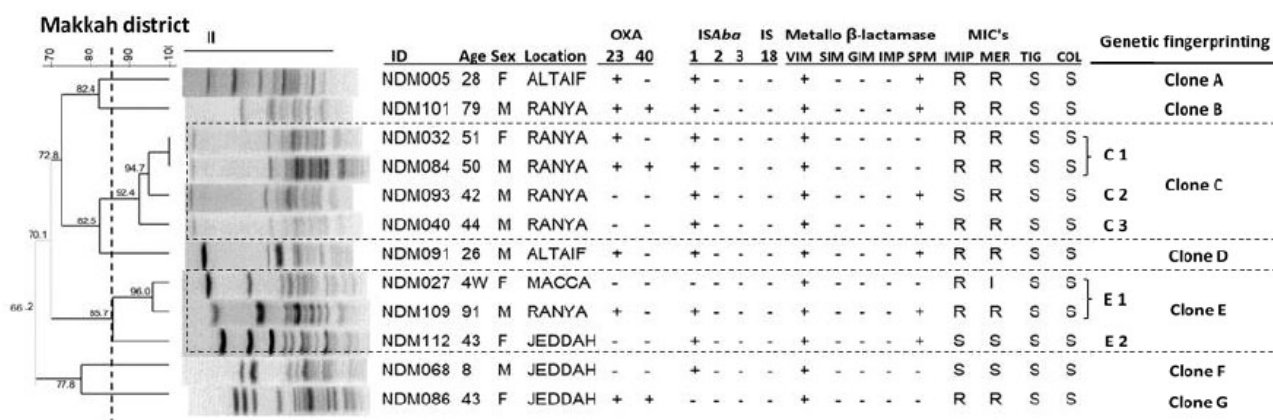 Makkah district
II
OXA ISAba IS Metallo β-lactamase MIC's Genetic fingerprinting
70 80 90 10(
ID Age Sex Location 23 40 1 2 3 18 VIM SIM GIM IMP SPM IMIP MER TIG COL
82.4 NDM005 28 F ALTAIF + - + - - - + - - - + R R S S Clone A
NDM101 79 M RANYA + + + - - - + - - - + R R S S Clone B
72.8 NDM032 51 F RANYA + - + - - - + - - - - R R S S
94.7 NDM084 50 M RANYA + + + - - - + - - - - R R S S C 1
92.4 NDM093 42 M RANYA - - + - - - + - - - + S R S S C 2 Clone C
82.5 NDM040 44 M RANYA - - + - - - + - - - + R R S S C 3
70.1 NDM091 26 M ALTAIF + - + - - - + - - - + R R S S Clone D
96.0 NDM027 4W F MACCA - - - - - - + - - - - R I S S
66.2 85.7 NDM109 91 M RANYA + - - - - - + - - - + R R S S E 1 Clone E
NDM112 43 F JEDDAH - - + - - - + - - - + S S S S E 2
NDM068 8 M JEDDAH - - + - - - + - - - - S S S S Clone F
77.8 NDM086 43 F JEDDAH + + - - - - + - - - - R R S S Clone G